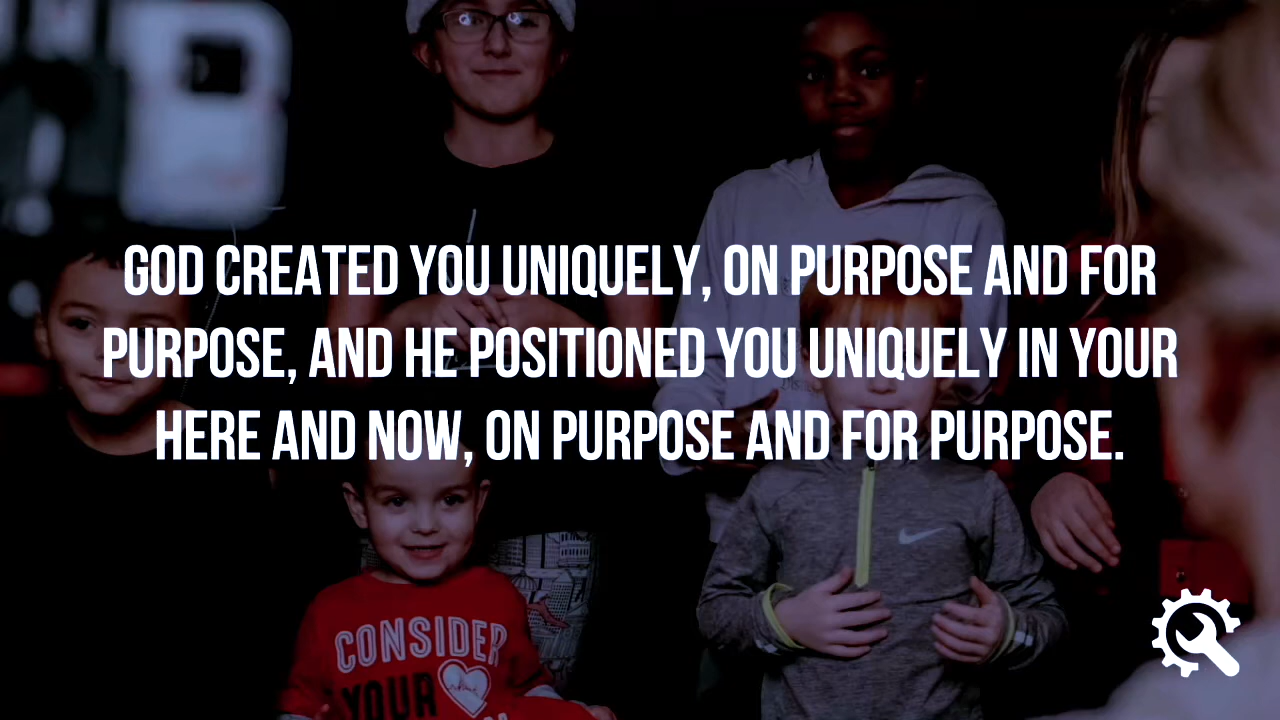 GOD CREATED YOU UNIQUELY, ON PURPOSE AND FOR
PURPOSE, AND HE POSITIONED YOU UNIQUELY IN YOUR
HERE AND NOW, ON PURPOSE AND FOR PURPOSE.
CONSIDER
YOUR